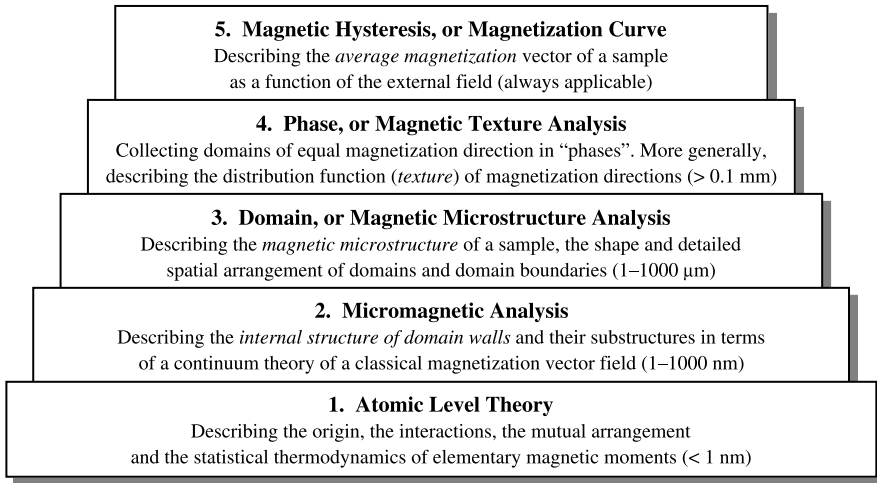 5. Magnetic Hysteresis, or Magnetization Curve
Describing the average magnetization vector of a sample
as a function of the external field (always applicable)
4. Phase, or Magnetic Texture Analysis
Collecting domains of equal magnetization direction in “phases”. More generally,
describing the distribution function (texture) of magnetization directions (> 0.1 mm)
3. Domain, or Magnetic Microstructure Analysis
Describing the magnetic microstructure of a sample, the shape and detailed
spatial arrangement of domains and domain boundaries (1–1000 µm)
2. Micromagnetic Analysis
Describing the internal structure of domain walls and their substructures in terms
of a continuum theory of a classical magnetization vector field (1–1000 nm)
1. Atomic Level Theory
Describing the origin, the interactions, the mutual arrangement
and the statistical thermodynamics of elementary magnetic moments (< 1 nm)